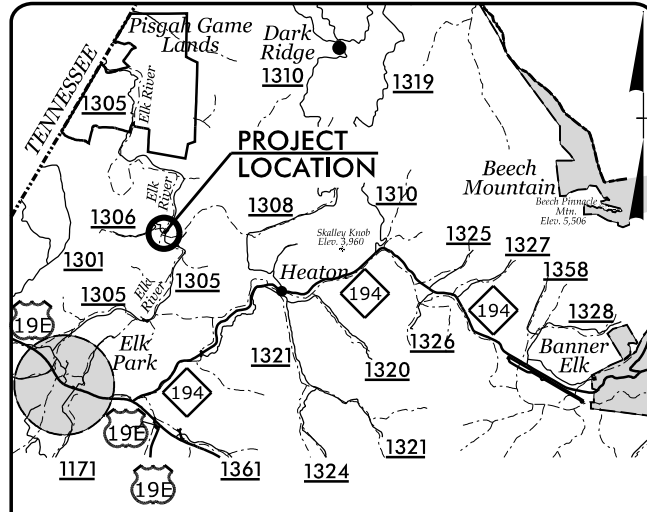 Pisgah Game
Lands
Dark
Ridge
1310
1319
TENNESSEE
1305
Elk River
PROJECT
LOCATION
Elk
River
Beech
Mountain
Beech Pinnacle
Mtn.
Elev. 5,506
1306
1308
1310
Skalley Knob
Elev. 3,960
1325
1327
1301
1305
Elk
River
1305
Heaton
194
1358
19E
Elk
Park
194
1328
1326
Banner
Elk
1321
1320
194
19E
1321
1171
19E
1361
1324